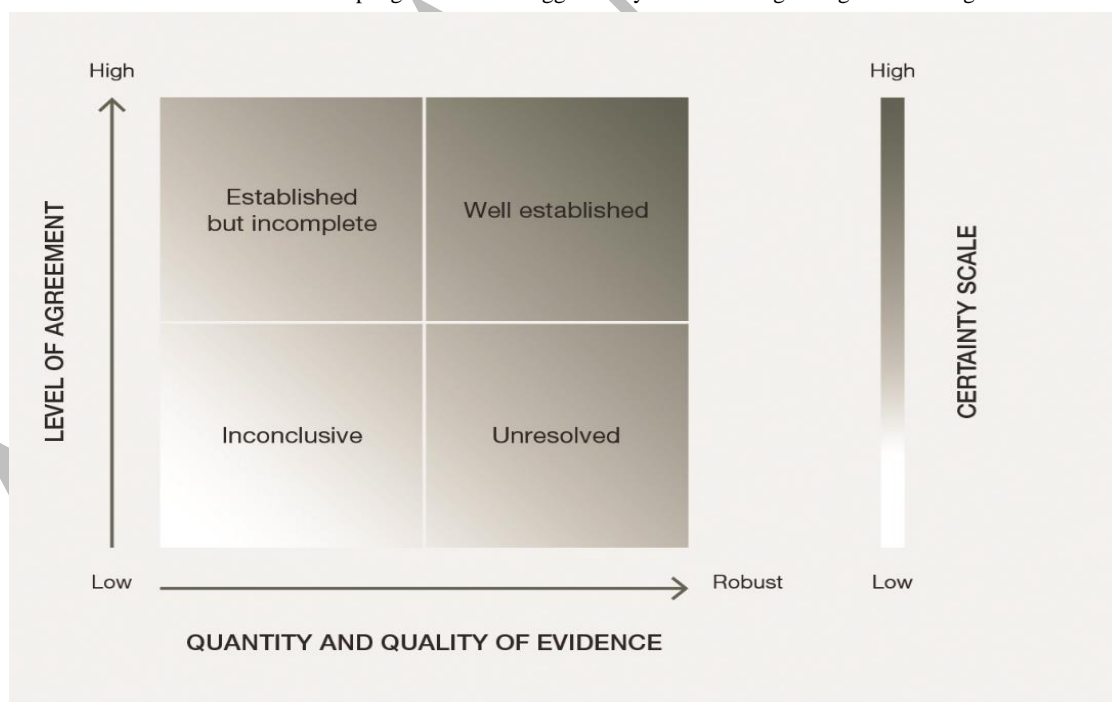 High
High
LEVEL OF AGREEMENT
Established
but incomplete
Well established
CERTAINTY SCALE
Inconclusive
Unresolved
Low
Robust
Low
QUANTITY AND QUALITY OF EVIDENCE